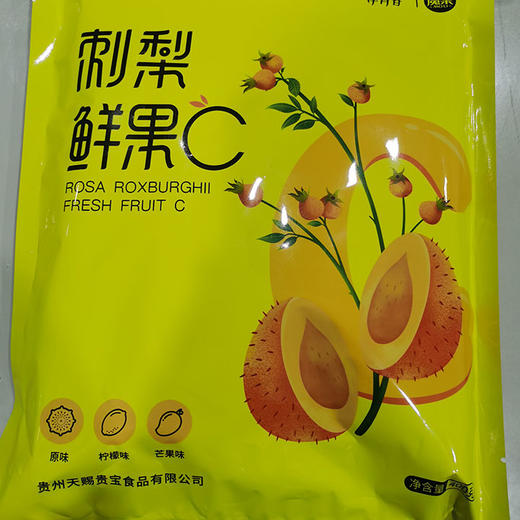 刺梨
鲜果C
ROSA ROXBURGHII
FRESH FRUIT C
原味
柠檬味
芒果味
贵州天赐贵宝食品有限公司
净含量